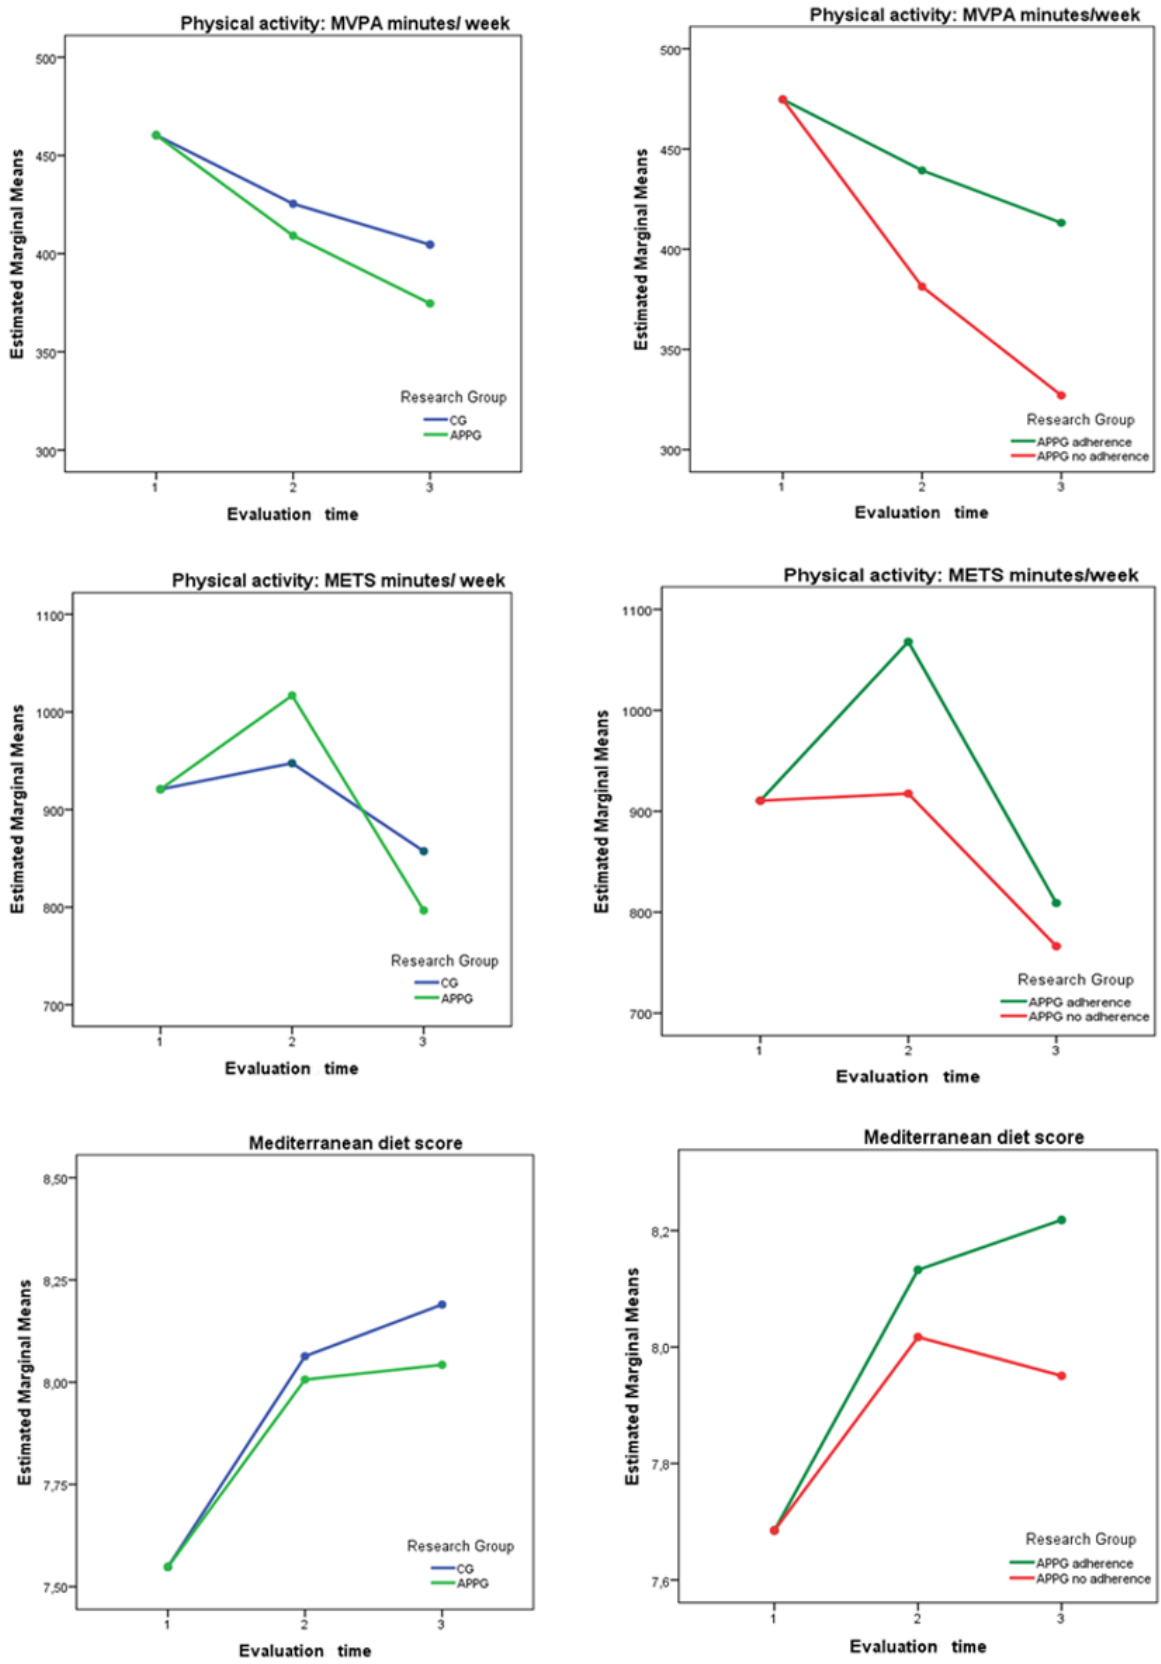 Physical activity: MVPA minutes/ week
Estimated Marginal Means
500
450
400
350
300
1
2
3
Evaluation time
Research Group
CG
APPG
Physical activity: MVPA minutes/week
Estimated Marginal Means
500
450
400
350
300
1
2
3
Evaluation time
Research Group
APPG adherence
APPG no adherence
Physical activity: METS minutes/ week
Estimated Marginal Means
1100
1000
900
800
700
1
2
3
Evaluation time
Research Group
CG
APPG
Physical activity: METS minutes/week
Estimated Marginal Means
1100
1000
900
800
700
1
2
3
Evaluation time
Research Group
APPG adherence
APPG no adherence
Mediterranean diet score
Estimated Marginal Means
8,50
8,25
8,00
7,75
7,50
1
2
3
Evaluation time
Research Group
CG
APPG
Mediterranean diet score
Estimated Marginal Means
8,2
8,0
7,8
7,6
1
2
3
Evaluation time
Research Group
APPG adherence
APPG no adherence